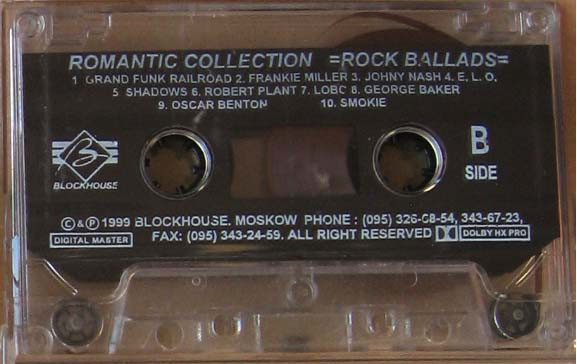 ROMANTIC COLLECTION =ROCK BALLADS=
1. GRAND FUNK RAILROAD 2. FRANKIE MILLER 3. JOHNY NASH 4. E. L. O.
5. SHADOWS 6. ROBERT PLANT 7. LOBO 8. GEORGE BAKER
9. OSCAR BENTON 10. SMOKIE
B
BLOCKHOUSE
B
SIDE
© & ℗ 1999 BLOCKHOUSE. MOSKOW PHONE : (095) 326-68-54, 343-67-23,
DIGITAL MASTER FAX: (095) 343-24-59. ALL RIGHT RESERVED DOLBY HX PRO